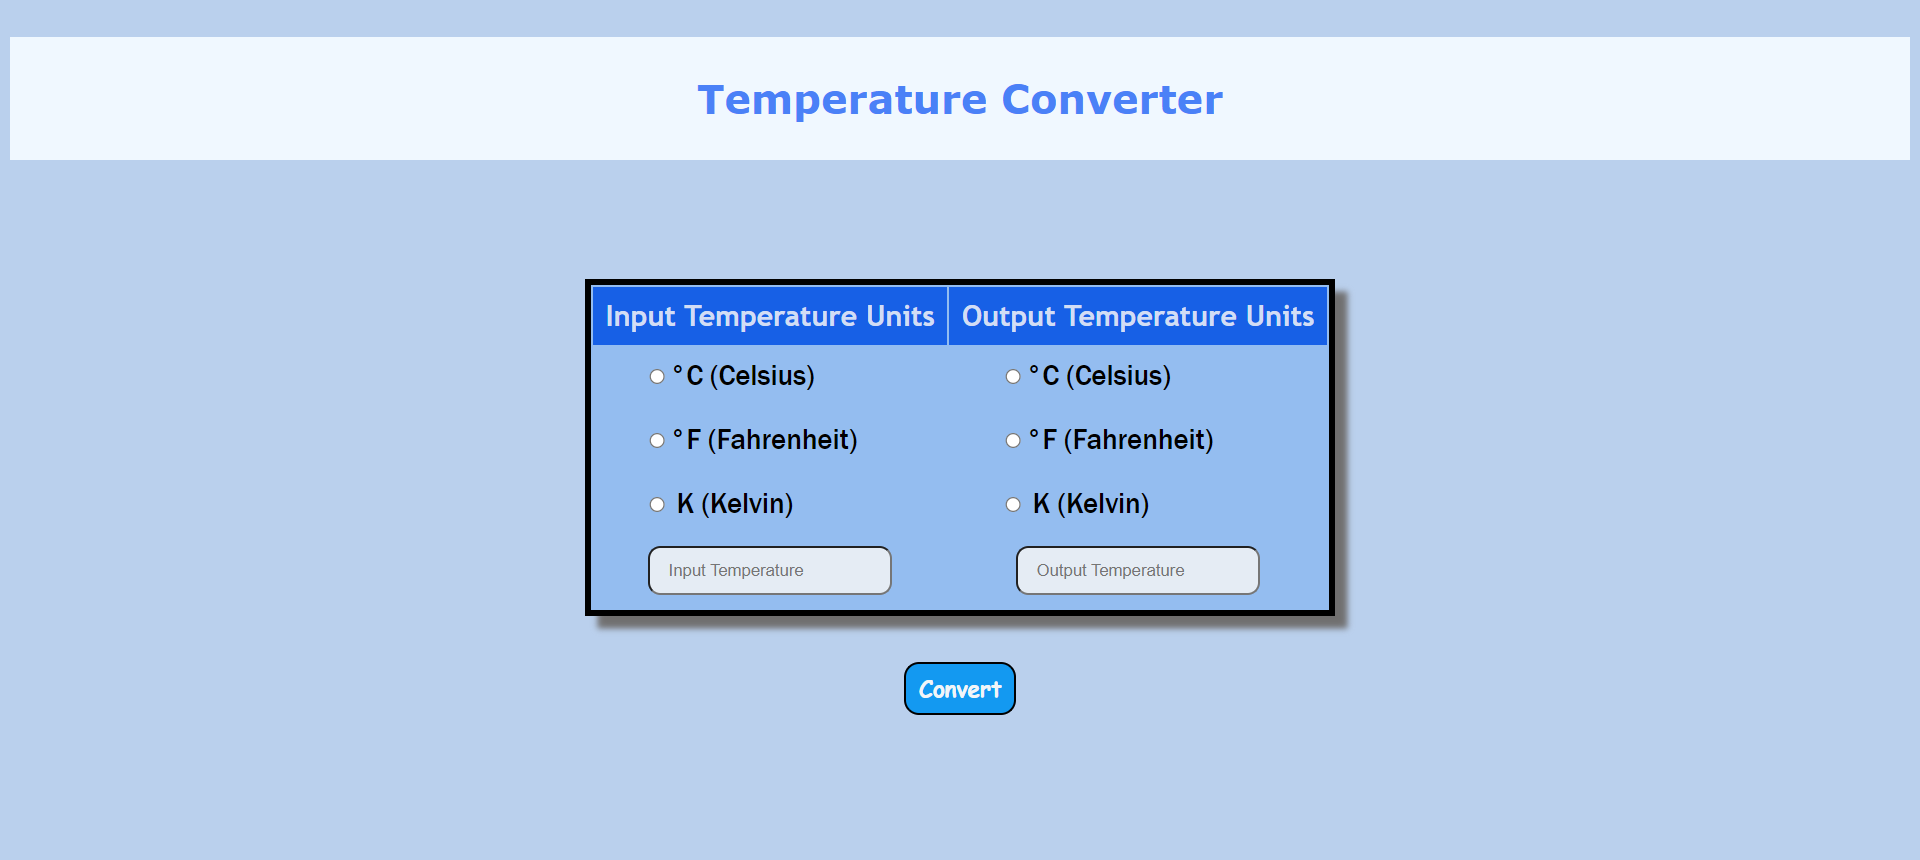 Temperature Converter
Input Temperature Units Output Temperature Units
°C (Celsius) °C (Celsius)
°F (Fahrenheit) °F (Fahrenheit)
K (Kelvin) K (Kelvin)
Input Temperature Output Temperature
Convert